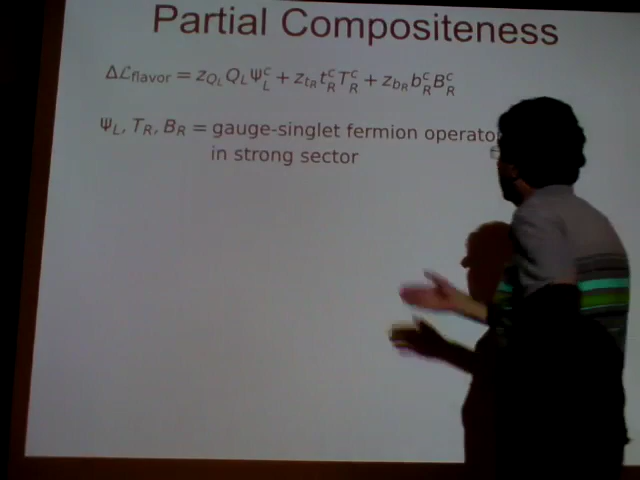 Partial Compositeness
Δℒflavor = z_{Q_L} Q_L Ψ_L^c + z_{t_R} t_R^c T_R^c + z_{b_R} b_R^c B_R^c
Ψ_L, T_R, B_R = gauge-singlet fermion operato
in strong sector